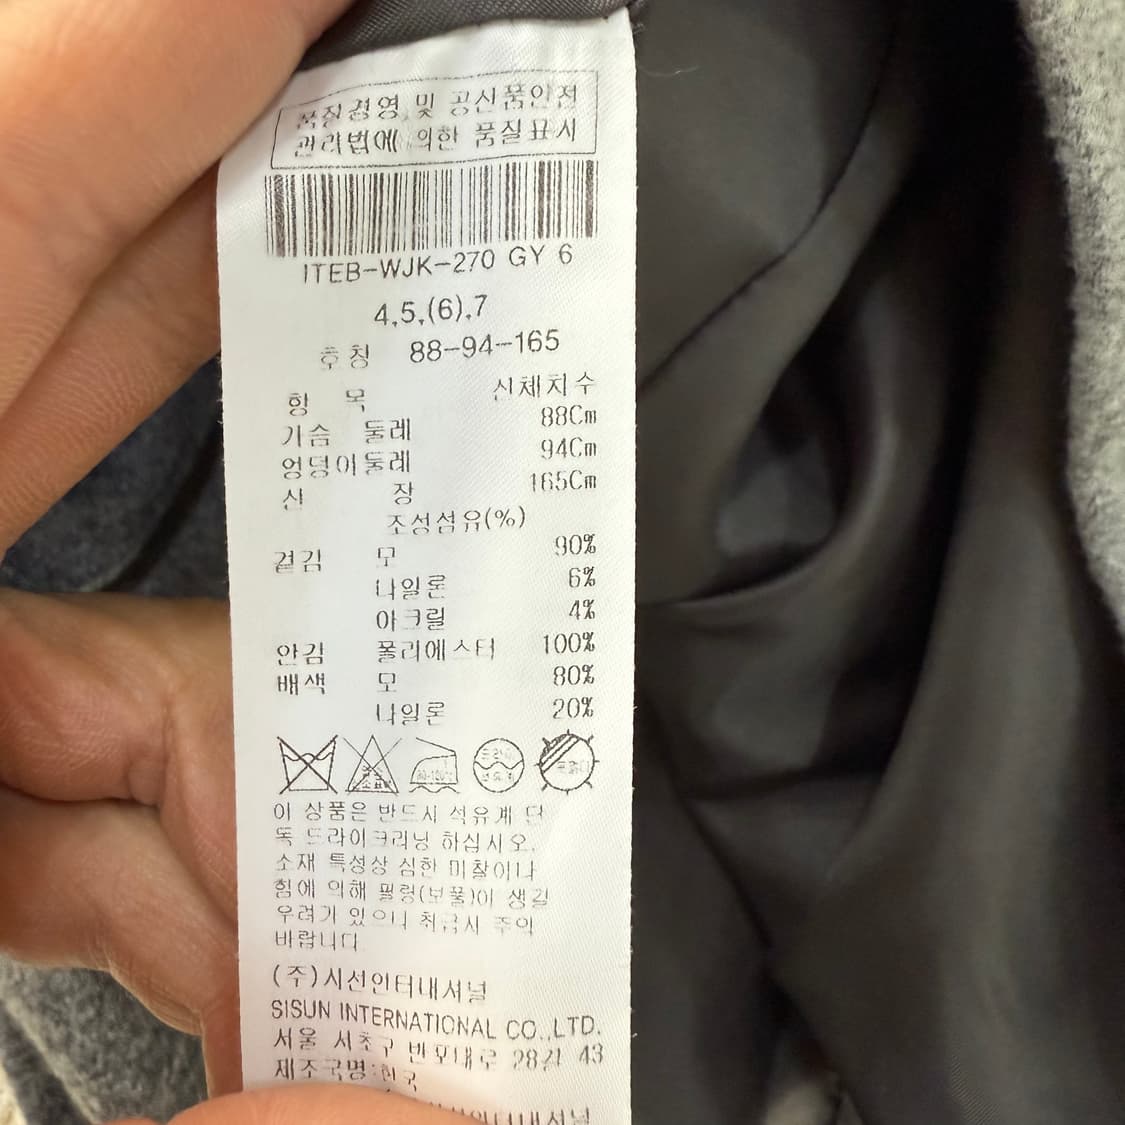 품질경영 및 공산품안전
관리법에 의한 품질표시
ITEB-WJK-270 GY 6
4,5,(6),7
호칭 88-94-165
항 목 신체치수
가슴 둘레 88Cm
엉덩이둘레 94Cm
신 장 165Cm
조성섬유(%)
겉감 모 90%
나일론 6%
아크릴 4%
안감 폴리에스터 100%
배색 모 80%
나일론 20%
이 상품은 반드시 석유계 단
독 드라이크리닝 하십시오.
소재 특성상 심한 마찰이나
힘에 의해 필링(보풀)이 생길
우려가 있으니 취급시 주의
바랍니다
(주)시선인터내셔널
SISUN INTERNATIONAL CO.,LTD.
서울 서초구 반포대로 28길 43
제조국명:한국
시선인터내셔널